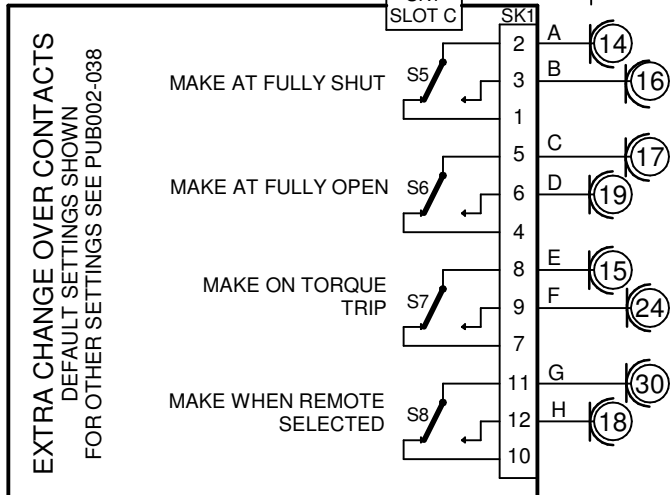 SLOT C
SK1
EXTRA CHANGE OVER CONTACTS
DEFAULT SETTINGS SHOWN
FOR OTHER SETTINGS SEE PUB002-038
MAKE AT FULLY SHUT
S5
2
A
14
3
B
16
1
MAKE AT FULLY OPEN
S6
5
C
17
6
D
19
4
MAKE ON TORQUE
TRIP
S7
8
E
15
9
F
24
7
MAKE WHEN REMOTE
SELECTED
S8
11
G
30
12
H
18
10